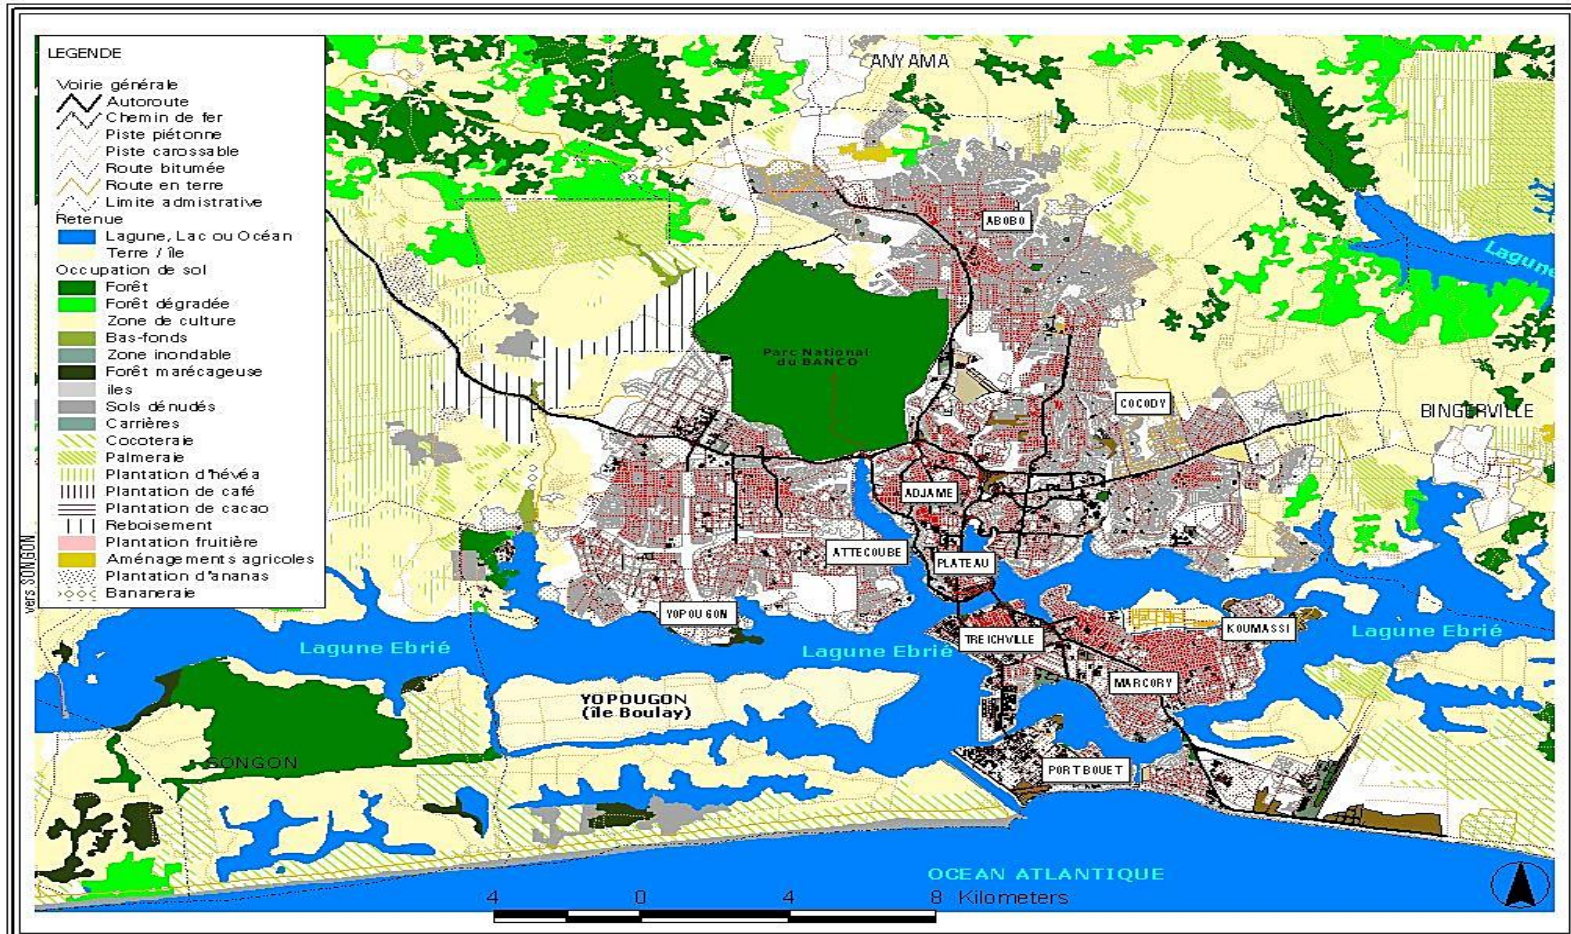 LEGENDE
Voirie générale
Autoroute
Chemin de fer
Piste piétonne
Piste carossable
Route bitumée
Route en terre
Limite admistrative
Retenue
Lagune, Lac ou Océan
Terre / île
Occupation de sol
Forêt
Forêt dégradée
Zone de culture
Bas-fonds
Zone inondable
Forêt marécageuse
iles
Sols dénudés
Carrières
Cocoteraie
Palmeraie
Plantation d'hévéa
Plantation de café
Plantation de cacao
Reboisement
Plantation fruitière
Aménagements agricoles
Plantation d'ananas
Bananeraie
vers SONGON
ANYAMA
ABOBO
Lagune
Parc National
du BANCO
COCODY
BINGERVILLE
ADJAME
ATTECOUBE
PLATEAU
YOPOUGON
TREICHVILLE
KOUMASSI
Lagune Ebrié
Lagune Ebrié
Lagune Ebrié
MARCORY
YOPOUGON
(île Boulay)
SONGON
PORT BOUET
OCEAN ATLANTIQUE
4 0 4 8 Kilometers